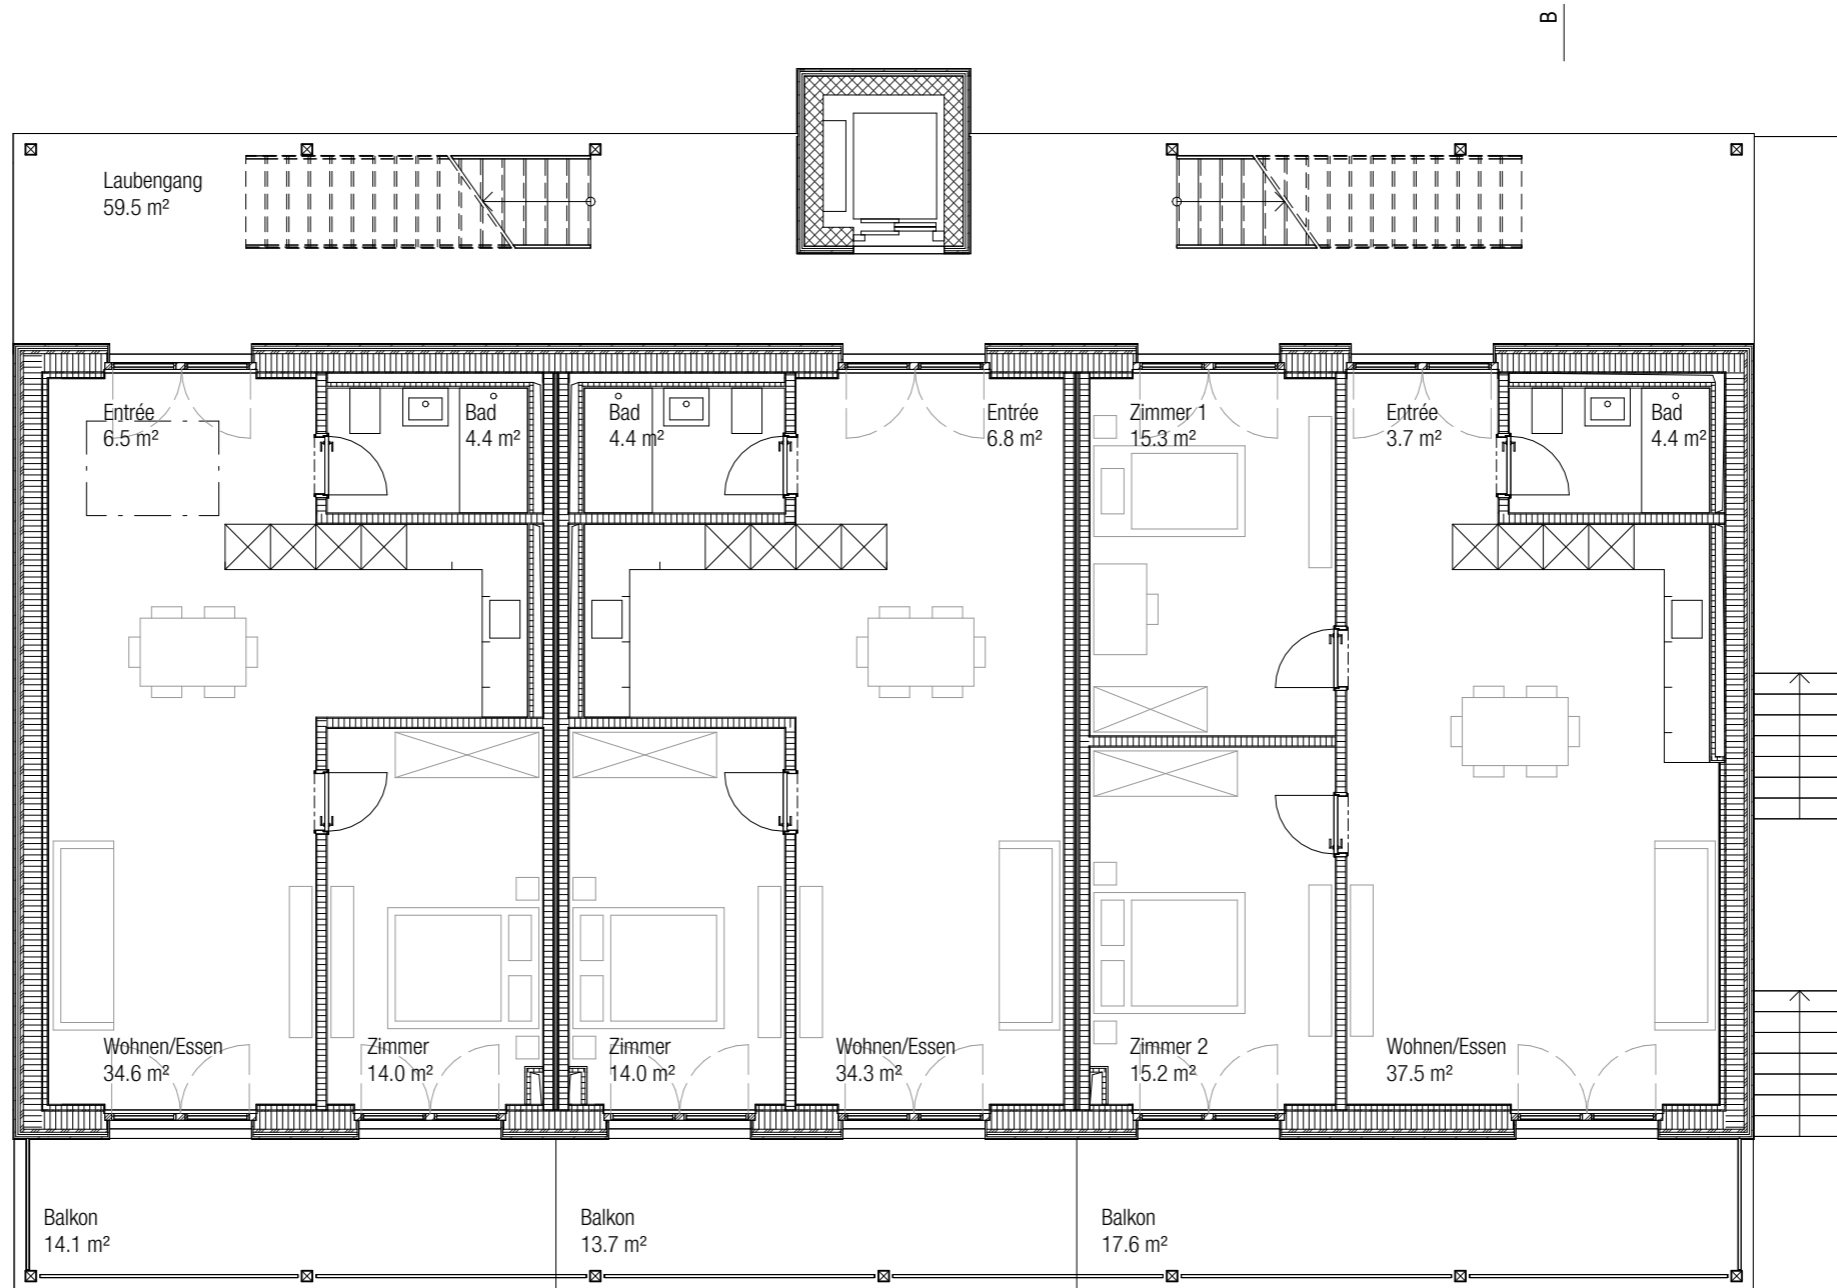 B
Laubengang
59.5 m²
Entrée
6.5 m²
Bad
4.4 m²
Bad
4.4 m²
Entrée
6.8 m²
Zimmer 1
15.3 m²
Entrée
3.7 m²
Bad
4.4 m²
Wohnen/Essen
34.6 m²
Zimmer
14.0 m²
Zimmer
14.0 m²
Wohnen/Essen
34.3 m²
Zimmer 2
15.2 m²
Wohnen/Essen
37.5 m²
Balkon
14.1 m²
Balkon
13.7 m²
Balkon
17.6 m²